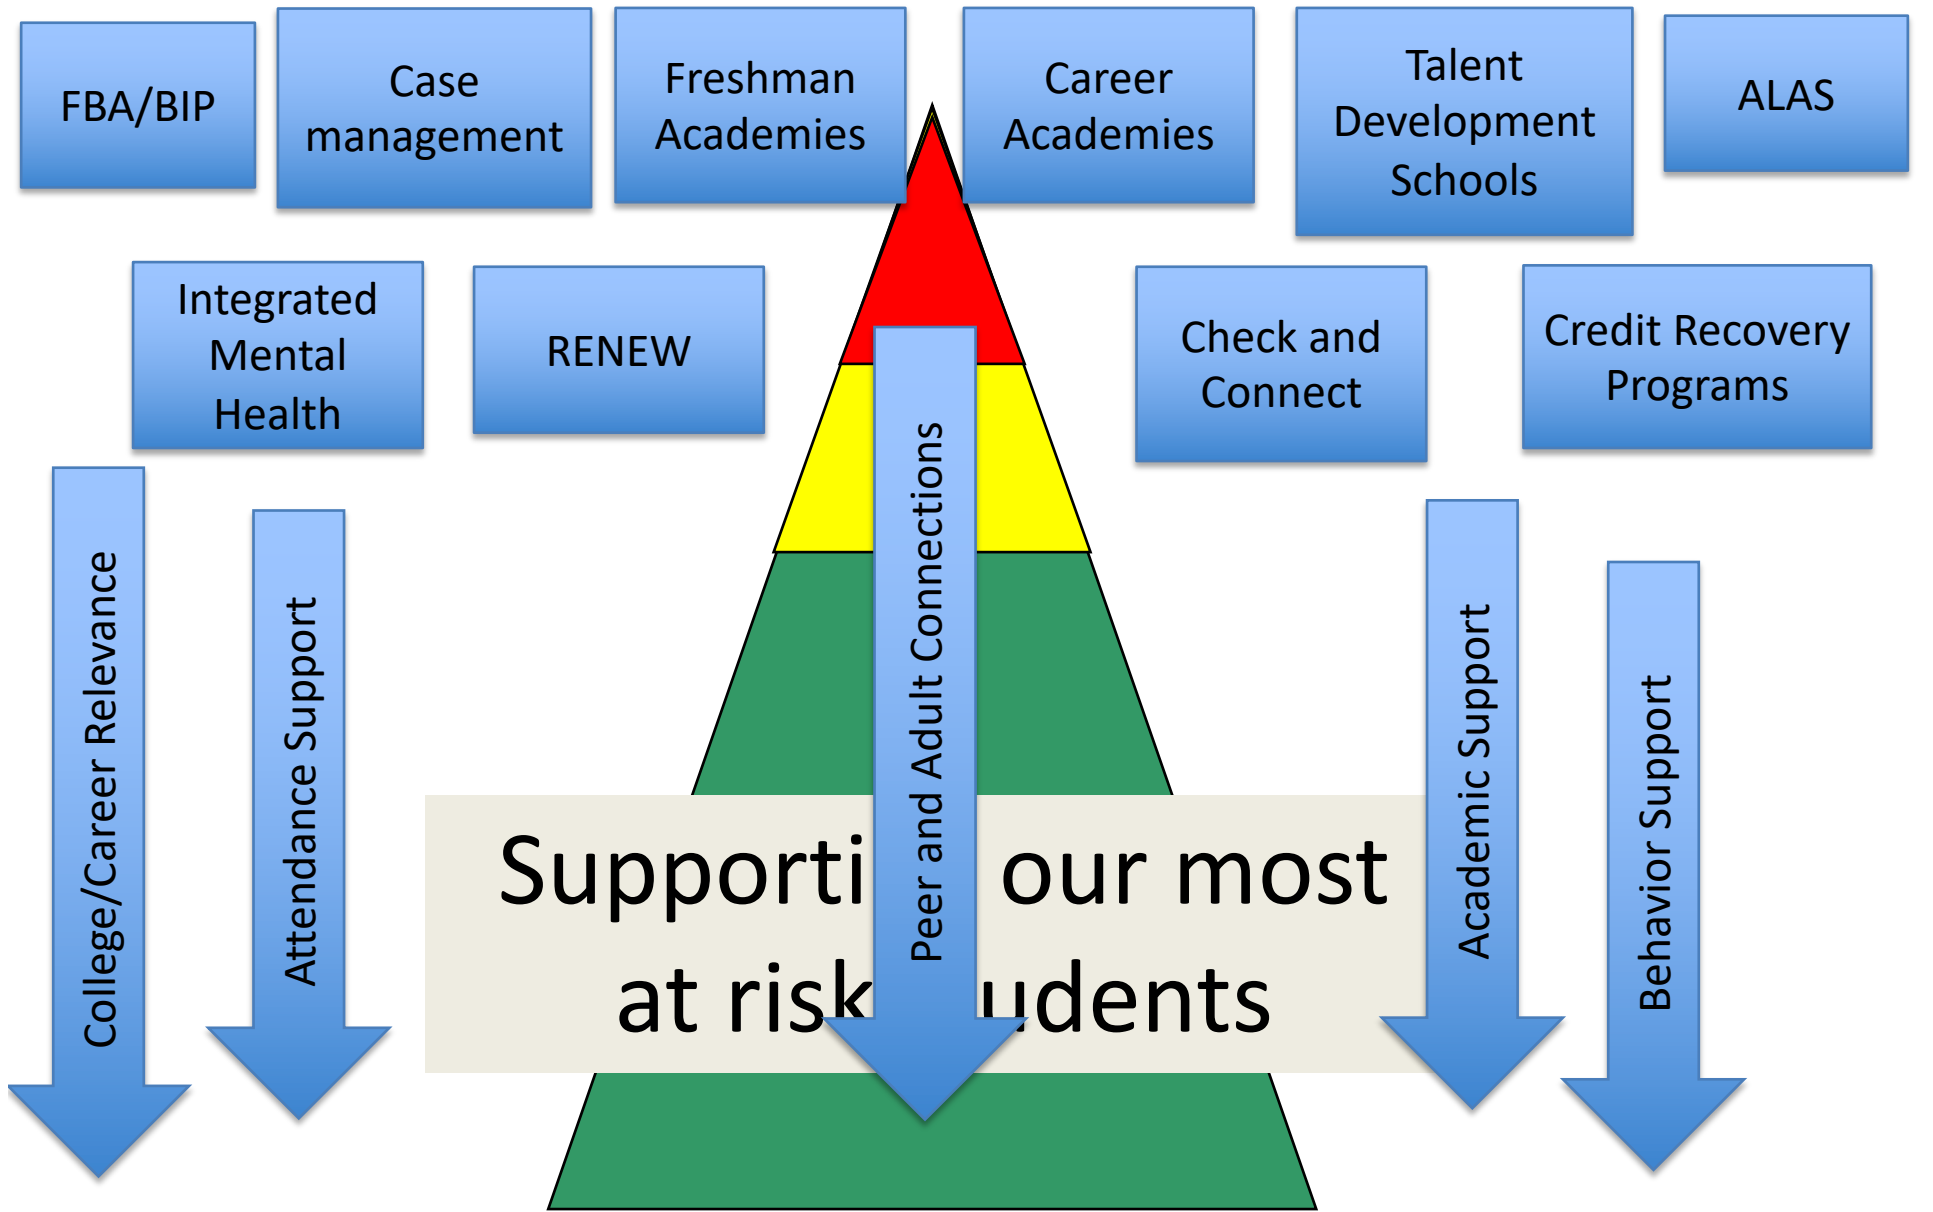 FBA/BIP
Case
management
Freshman
Academies
Career
Academies
Talent
Development
Schools
ALAS
Integrated
Mental
Health
RENEW
Check and
Connect
Credit Recovery
Programs
College/Career Relevance
Attendance Support
Peer and Adult Connections
Academic Support
Behavior Support
Supporti our most
at risk udents